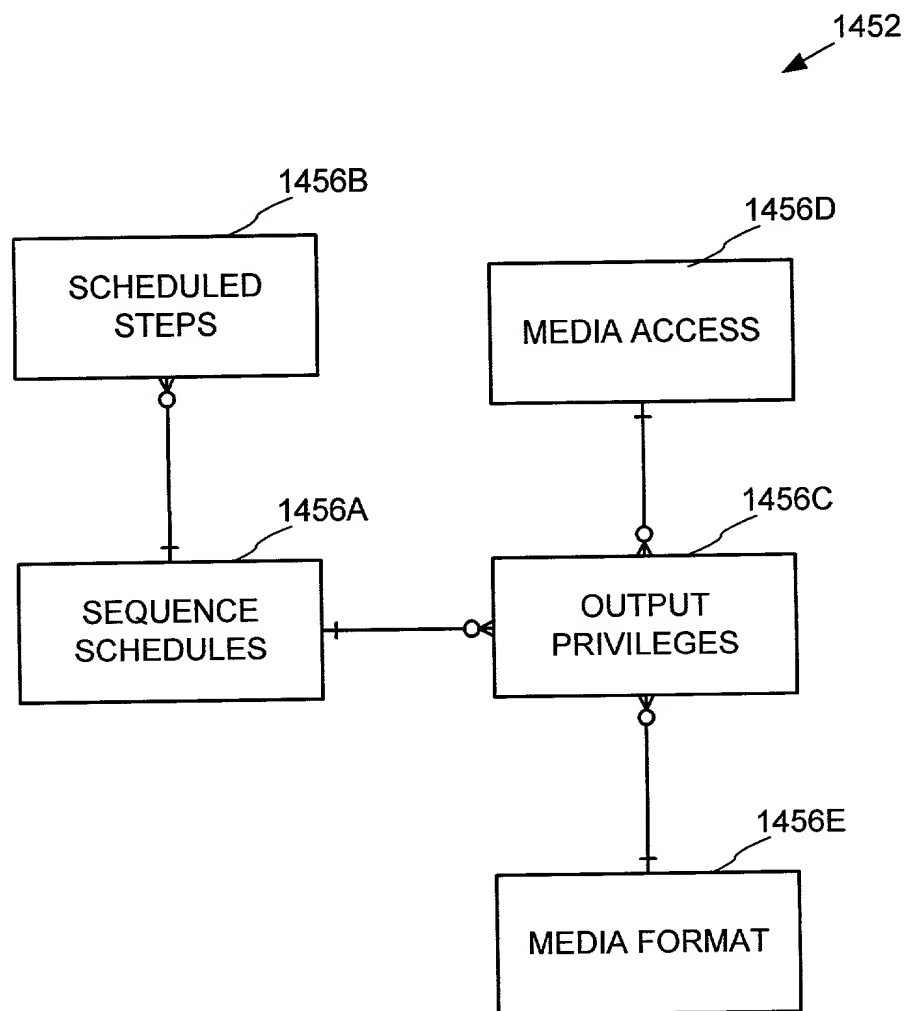 1452
1456B
SCHEDULED
STEPS
1456D
MEDIA ACCESS
1456A
SEQUENCE
SCHEDULES
1456C
OUTPUT
PRIVILEGES
1456E
MEDIA FORMAT